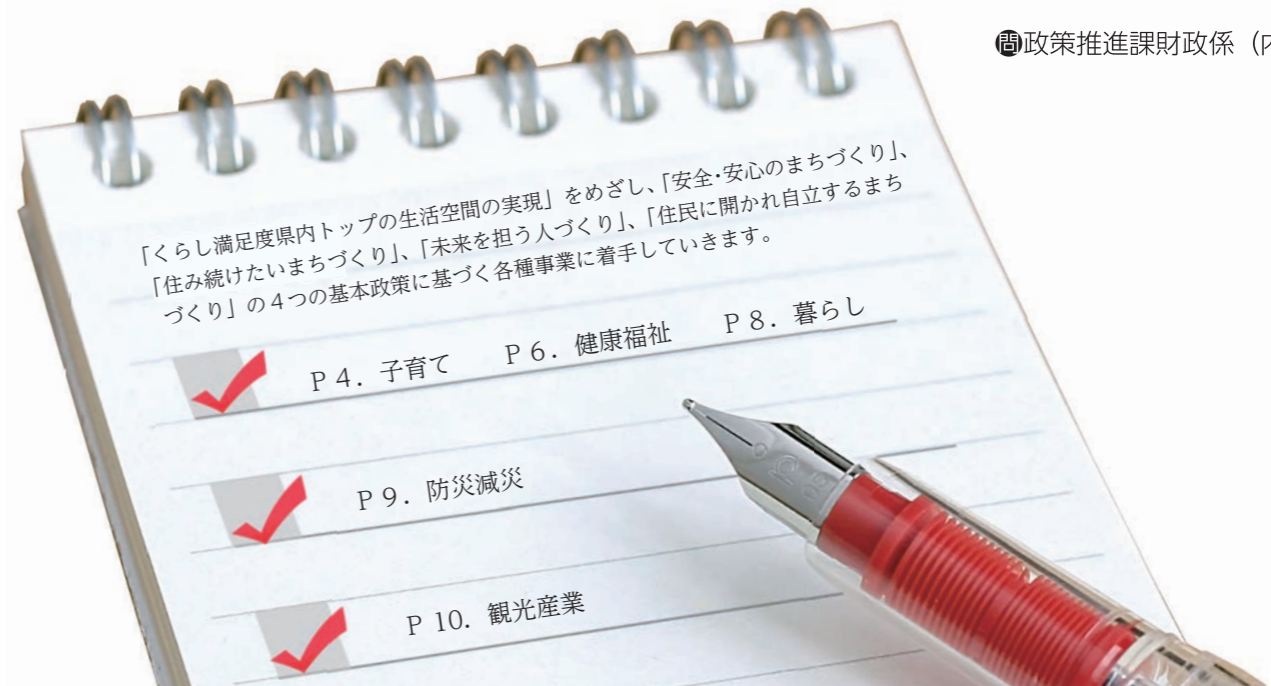 問政策推進課財政係（内
「くらし満足度県内トップの生活空間の実現」をめざし、「安全・安心のまちづくり」、
「住み続けたいまちづくり」、「未来を担う人づくり」、「住民に開かれ自立するまち
づくり」の４つの基本政策に基づく各種事業に着手していきます。
P 4．子育て　P 6．健康福祉　P 8．暮らし
P 9．防災減災
P 10．観光産業